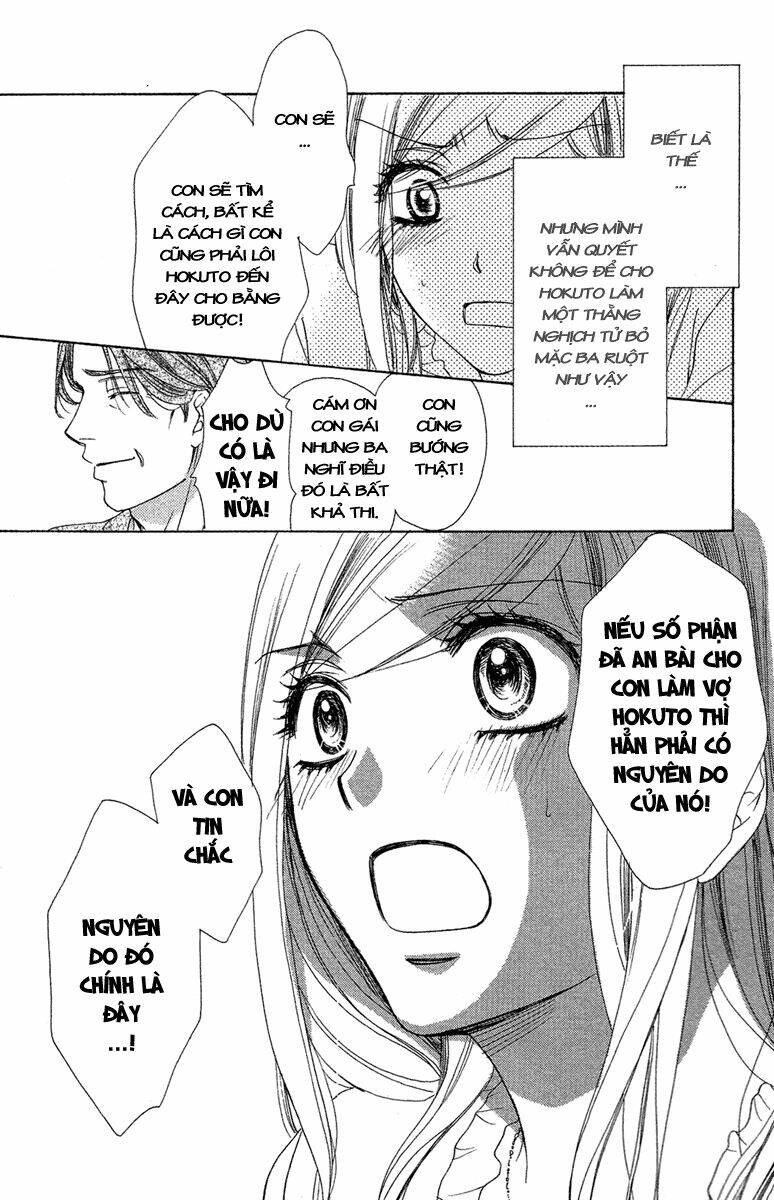 BIẾT LÀ
THẾ
...
NHƯNG MÌNH
VẪN QUYẾT
KHÔNG ĐỂ CHO
HOKUTO LÀM
MỘT THẰNG
NGHỊCH TỬ BỎ
MẶC BA RUỘT
NHƯ VẬY
...
CON SẼ
...
CON SẼ TÌM
CÁCH, BẤT KỂ
LÀ CÁCH GÌ CON
CŨNG PHẢI LÔI
HOKUTO ĐẾN
ĐÂY CHO BẰNG
ĐƯỢC!
CON
CŨNG
BƯỚNG
THẬT!
CÁM ƠN
CON GÁI
NHƯNG BA
NGHĨ ĐIỀU
ĐÓ LÀ BẤT
KHẢ THI.
CHO DÙ
CÓ LÀ
VẬY ĐI
NỮA!
NẾU SỐ PHẬN
ĐÃ AN BÀI CHO
CON LÀM VỢ
HOKUTO THÌ
HẲN PHẢI CÓ
NGUYÊN DO
CỦA NÓ!
VÀ CON
TIN
CHẮC
NGUYÊN
DO ĐÓ
CHÍNH LÀ
ĐÂY
...!